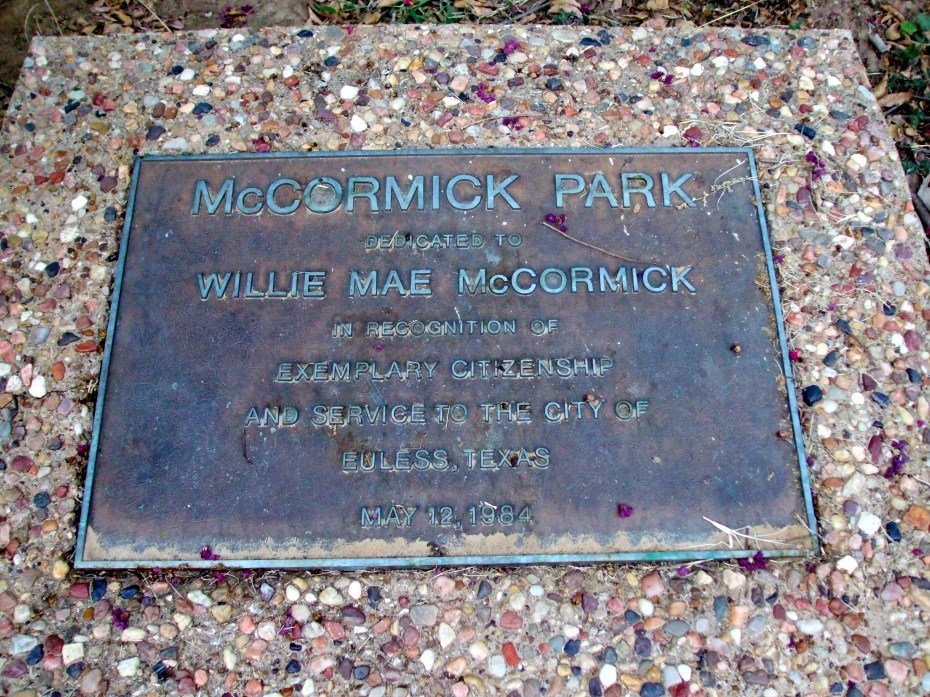 McCORMICK PARK
DEDICATED TO
WILLIE MAE McCORMICK
IN RECOGNITION OF
EXEMPLARY CITIZENSHIP
AND SERVICE TO THE CITY OF
EULESS, TEXAS
MAY 12, 1984